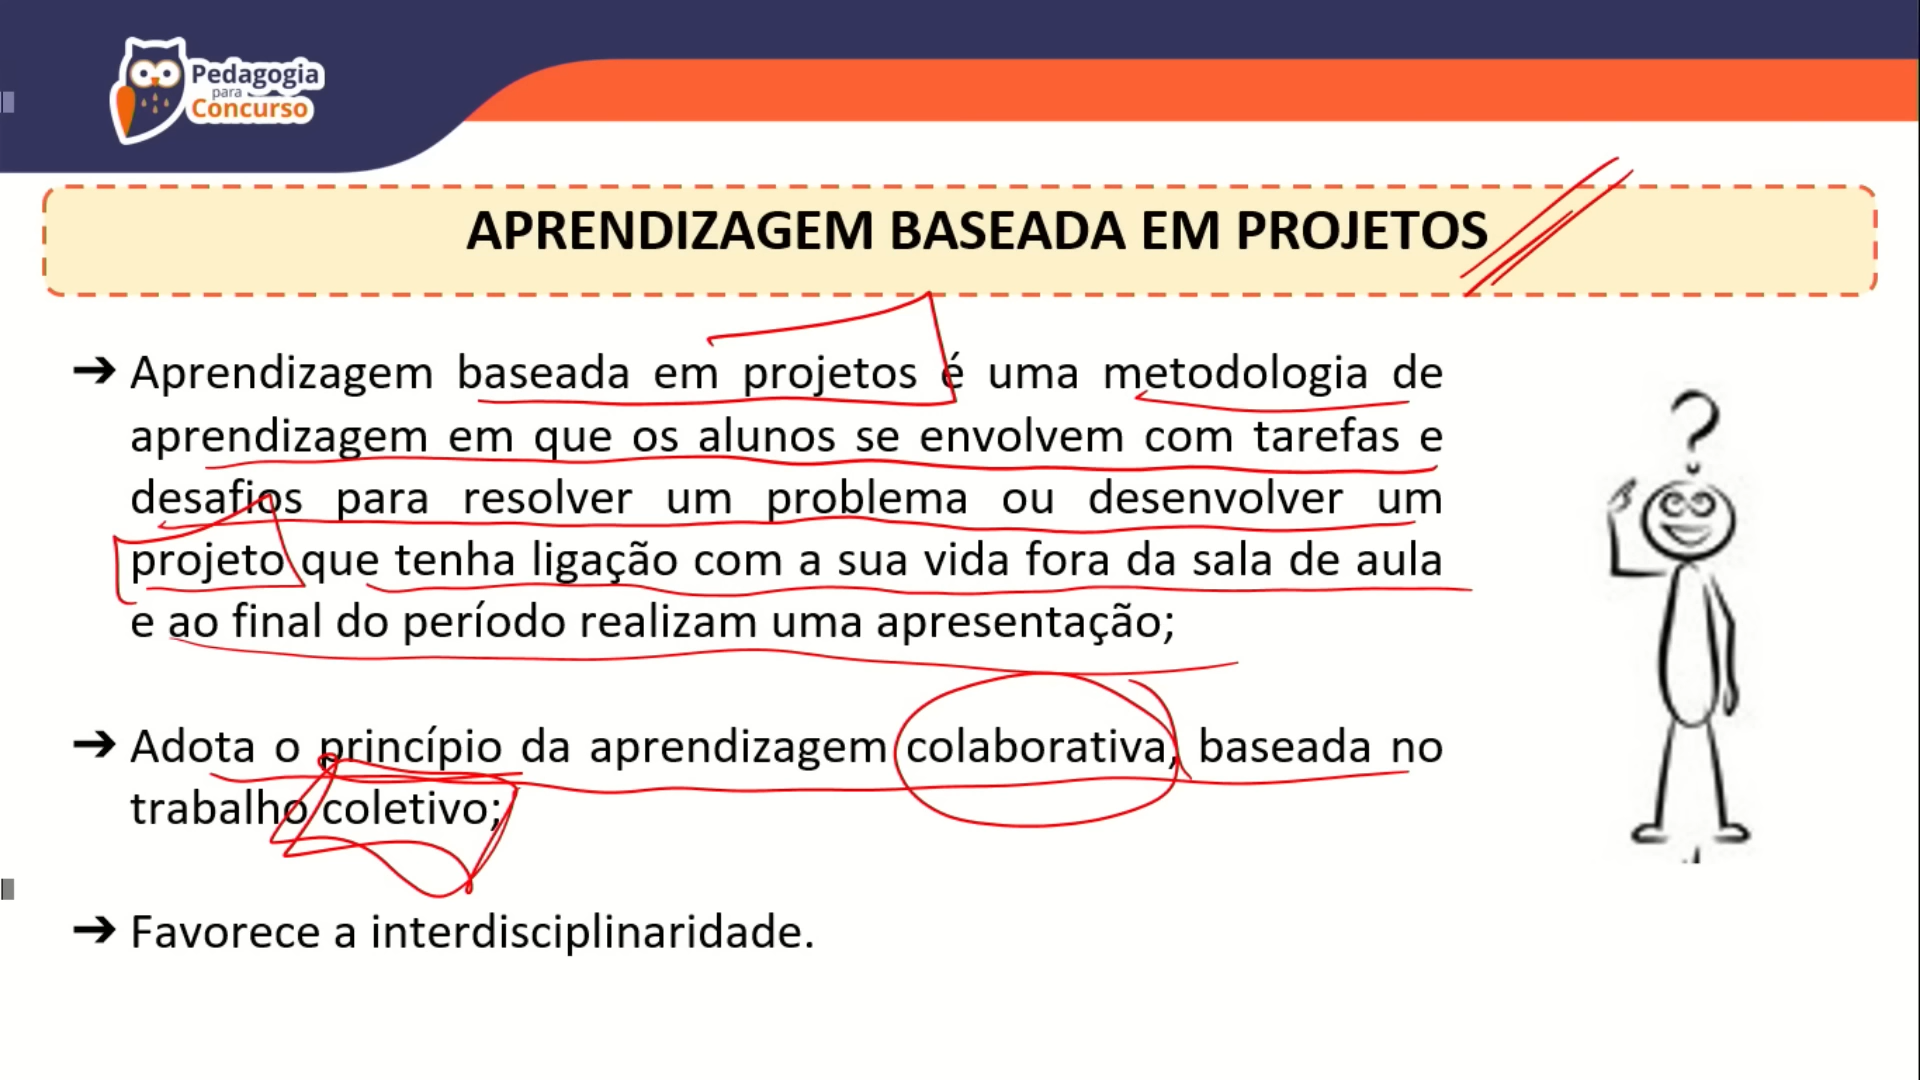 Pedagogia
para
Concurso
APRENDIZAGEM BASEADA EM PROJETOS
➔ Aprendizagem baseada em projetos é uma metodologia de
aprendizagem em que os alunos se envolvem com tarefas e
desafios para resolver um problema ou desenvolver um
projeto que tenha ligação com a sua vida fora da sala de aula
e ao final do período realizam uma apresentação;
➔ Adota o princípio da aprendizagem colaborativa, baseada no
trabalho coletivo;
➔ Favorece a interdisciplinaridade.
?